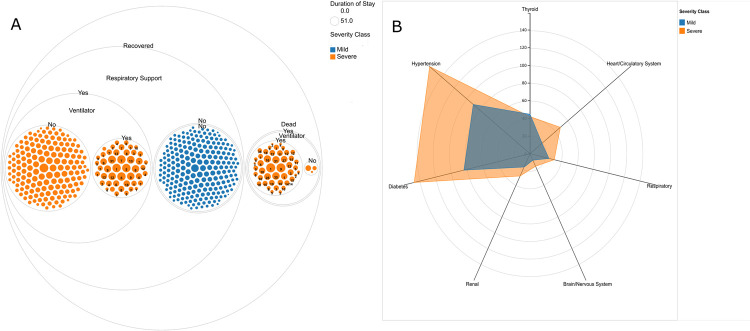 A
Duration of Stay
0.0
51.0
Severity Class
Mild
Severe
Recovered
Respiratory Support
Yes
Ventilator
No
Yes
No
No
Dead
Yes
Ventilator
Yes
No
B
Thyroid
Severity Class
Mild
Severe
140
120
100
80
60
40
20
0
Hypertension
Heart/Circulatory System
Diabetes
Respiratory
Renal
Brain/Nervous System